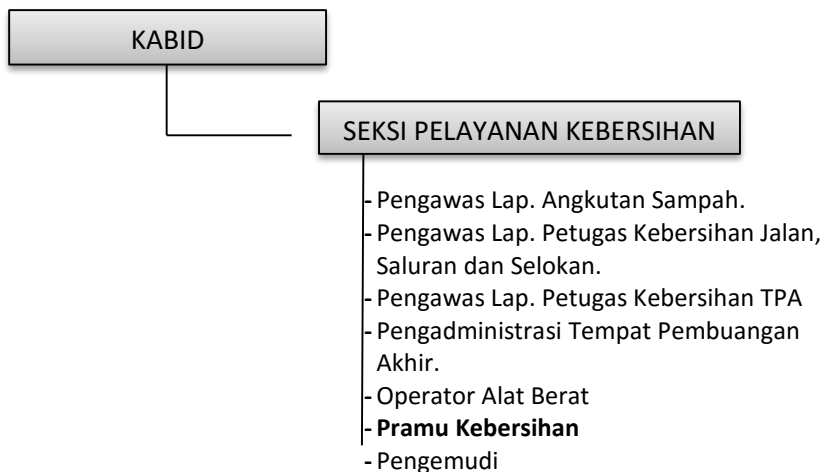 KABID
SEKSI PELAYANAN KEBERSIHAN
- Pengawas Lap. Angkutan Sampah.
- Pengawas Lap. Petugas Kebersihan Jalan,
Saluran dan Selokan.
- Pengawas Lap. Petugas Kebersihan TPA
- Pengadministrasi Tempat Pembuangan
Akhir.
- Operator Alat Berat
- Pramu Kebersihan
- Pengemudi